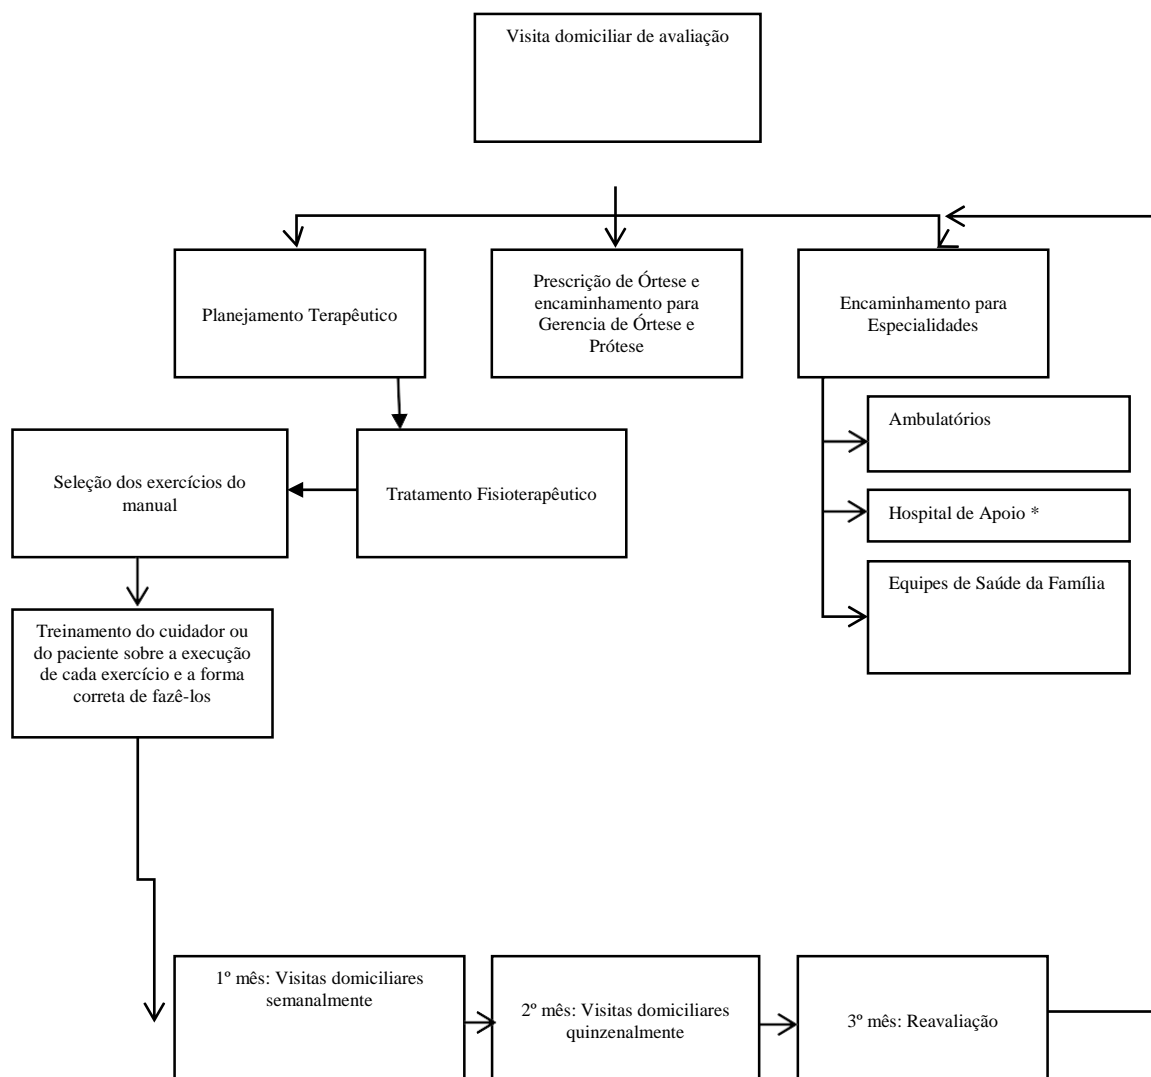 Visita domiciliar de avaliação
Planejamento Terapêutico
Prescrição de Órtese e
encaminhamento para
Gerencia de Órtese e
Prótese
Encaminhamento para
Especialidades
Ambulatórios
Hospital de Apoio *
Equipes de Saúde da Família
Seleção dos exercícios do
manual
Tratamento Fisioterapêutico
Treinamento do cuidador ou
do paciente sobre a execução
de cada exercício e a forma
correta de fazê-los
1º mês: Visitas domiciliares
semanalmente
2º mês: Visitas domiciliares
quinzenalmente
3º mês: Reavaliação